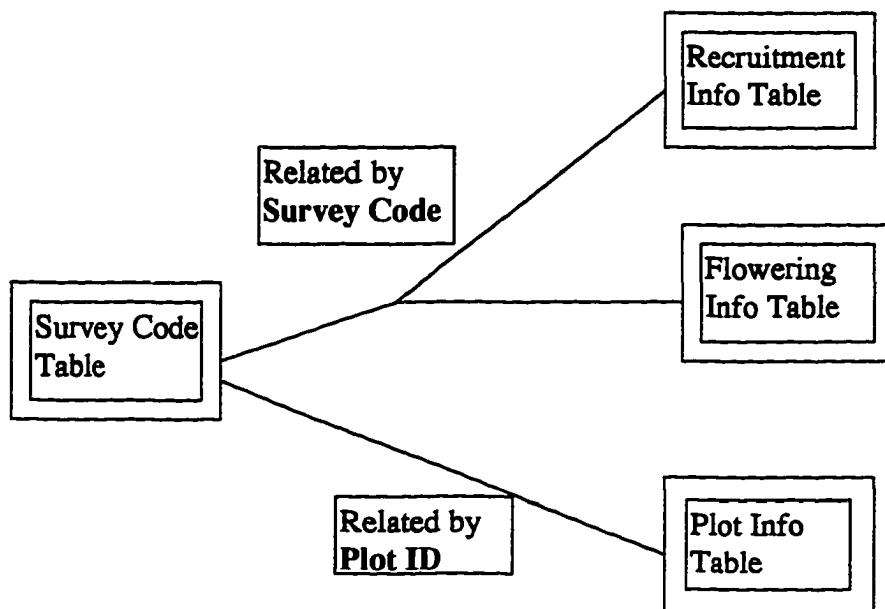 Recruitment
Info Table
Related by
Survey Code
Flowering
Info Table
Survey Code
Table
Related by
Plot ID
Plot Info
Table